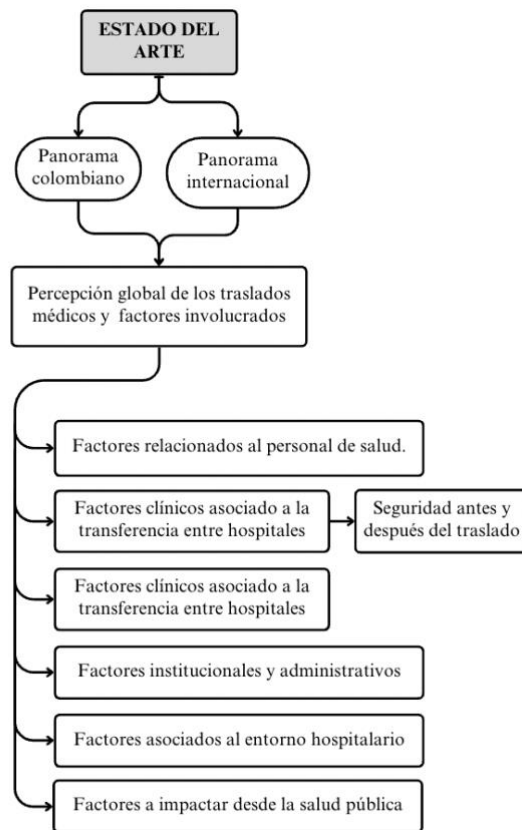 ESTADO DEL
ARTE
Panorama
colombiano
Panorama
internacional
Percepción global de los traslados
médicos y factores involucrados
Factores relacionados al personal de salud.
Factores clínicos asociado a la
transferencia entre hospitales
Seguridad antes y
después del traslado
Factores clínicos asociado a la
transferencia entre hospitales
Factores institucionales y administrativos
Factores asociados al entorno hospitalario
Factores a impactar desde la salud pública